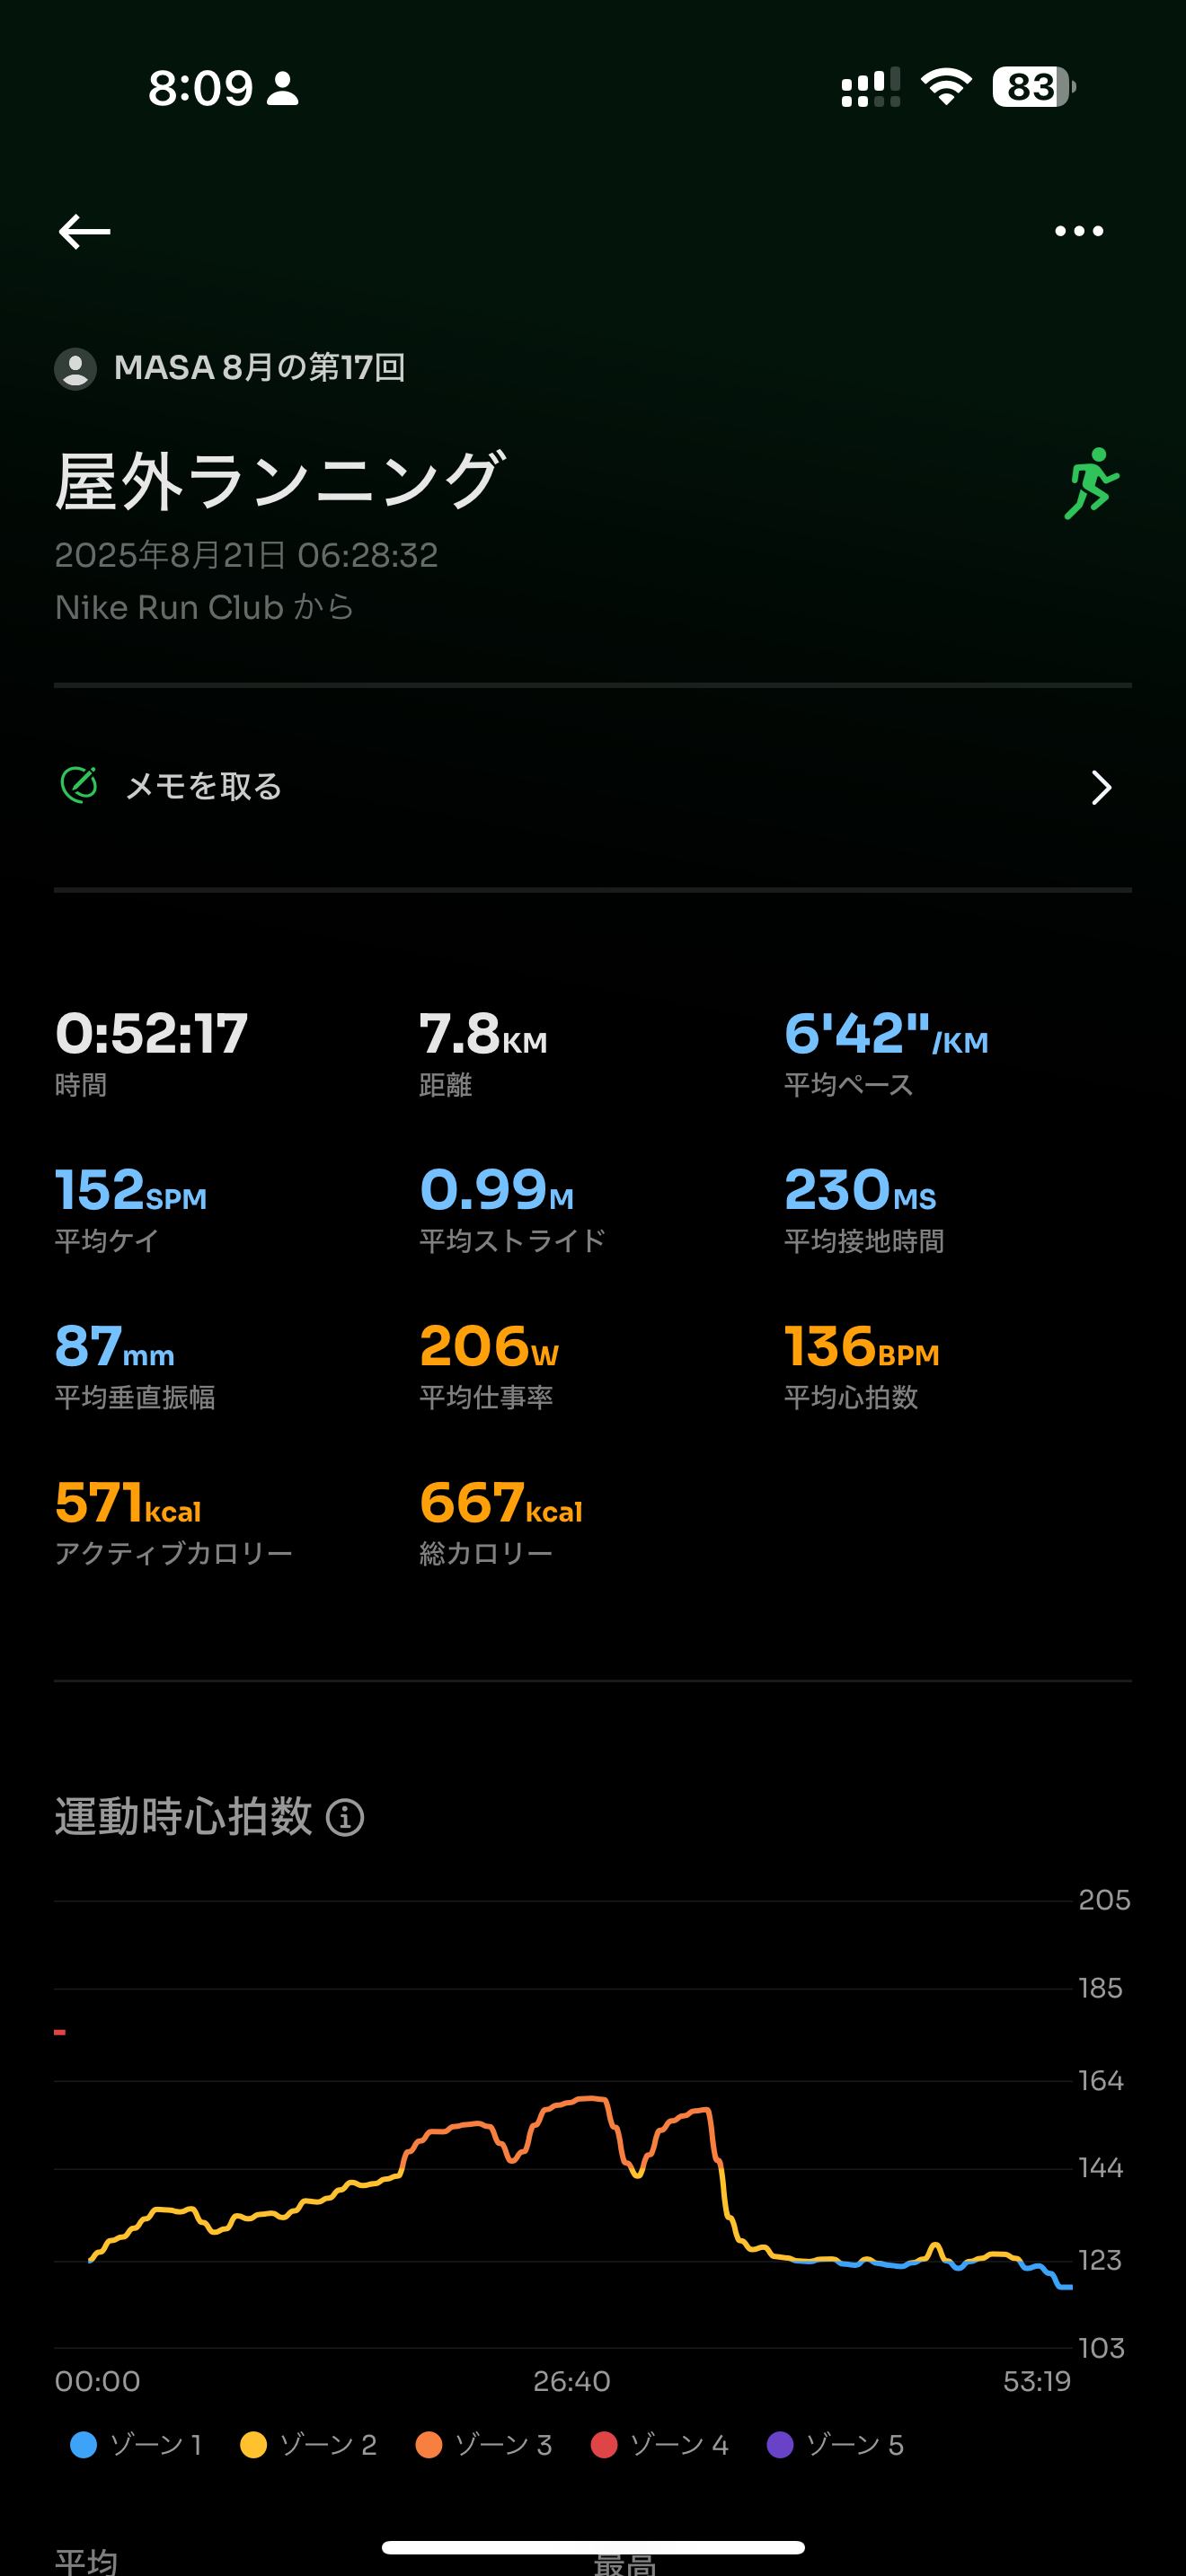 8:09
83
MASA 8月の第17回
屋外ランニング
2025年8月21日 06:28:32
Nike Run Club から
メモを取る
0:52:17 7.8KM 6'42"/KM
時間 距離 平均ペース
152SPM 0.99M 230MS
平均ケイ 平均ストライド 平均接地時間
87mm 206W 136BPM
平均垂直振幅 平均仕事率 平均心拍数
571kcal 667kcal
アクティブカロリー 総カロリー
運動時心拍数
205
185
164
144
123
103
00:00 26:40 53:19
ゾーン 1 ゾーン 2 ゾーン 3 ゾーン 4 ゾーン 5
平均 最高